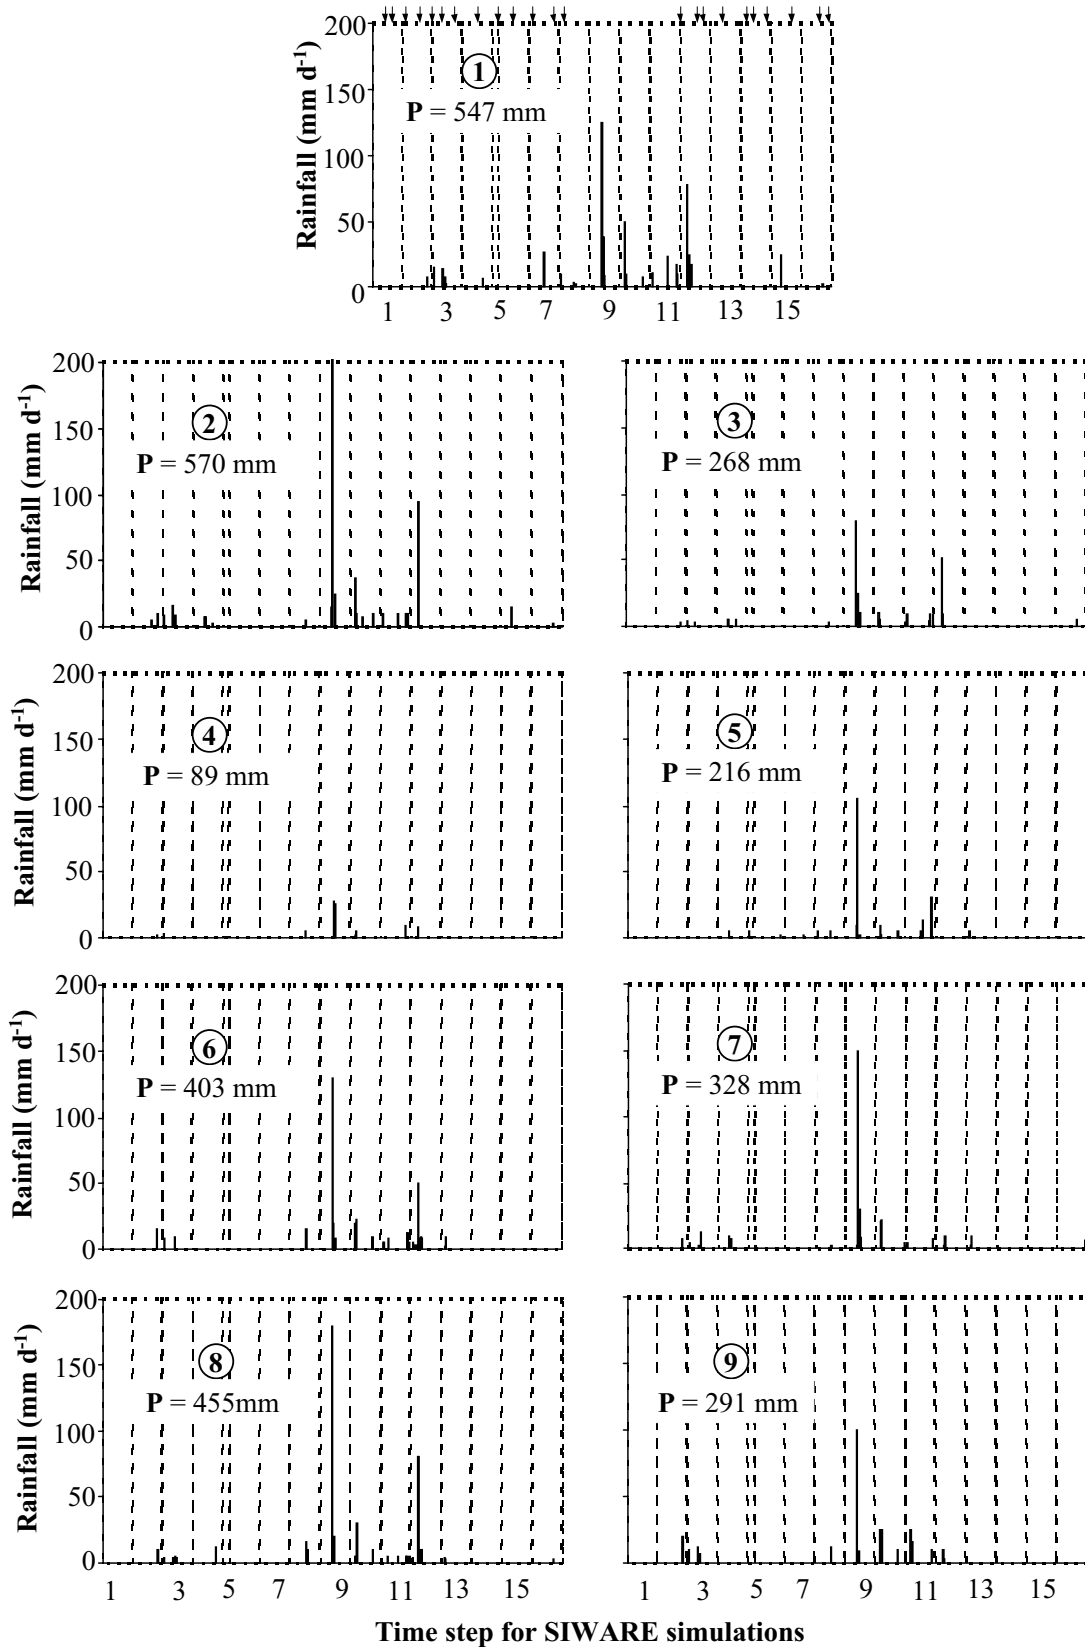 200
150
100
50
0
Rainfall (mm d-1)
1
P = 547 mm
1 3 5 7 9 11 13 15
200
150
100
50
0
Rainfall (mm d-1)
2
P = 570 mm
3
P = 268 mm
200
150
100
50
0
Rainfall (mm d-1)
4
P = 89 mm
5
P = 216 mm
200
150
100
50
0
Rainfall (mm d-1)
6
P = 403 mm
7
P = 328 mm
200
150
100
50
0
Rainfall (mm d-1)
8
P = 455mm
9
P = 291 mm
1 3 5 7 9 11 13 15
1 3 5 7 9 11 13 15
Time step for SIWARE simulations